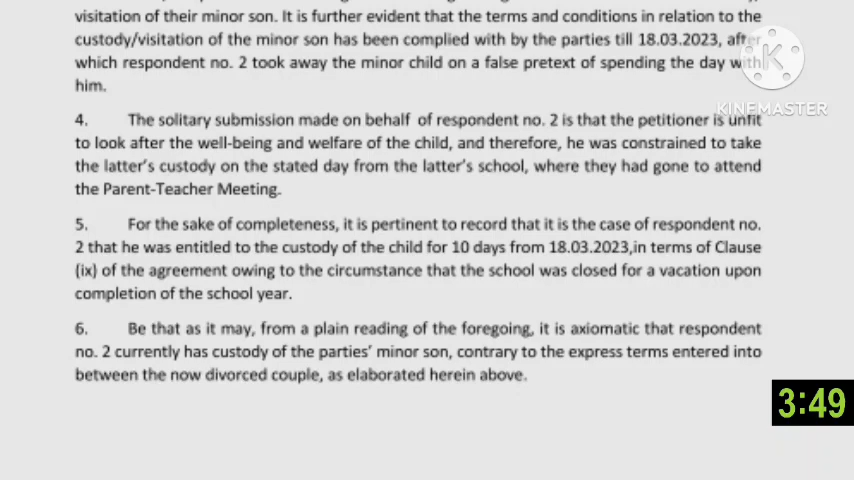 visitation of their minor son. It is further evident that the terms and conditions in relation to the
custody/visitation of the minor son has been complied with by the parties till 18.03.2023, after
which respondent no. 2 took away the minor child on a false pretext of spending the day with
him.
4. The solitary submission made on behalf of respondent no. 2 is that the petitioner is unfit
to look after the well-being and welfare of the child, and therefore, he was constrained to take
the latter's custody on the stated day from the latter's school, where they had gone to attend
the Parent-Teacher Meeting.
5. For the sake of completeness, it is pertinent to record that it is the case of respondent no.
2 that he was entitled to the custody of the child for 10 days from 18.03.2023,in terms of Clause
(ix) of the agreement owing to the circumstance that the school was closed for a vacation upon
completion of the school year.
6. Be that as it may, from a plain reading of the foregoing, it is axiomatic that respondent
no. 2 currently has custody of the parties' minor son, contrary to the express terms entered into
between the now divorced couple, as elaborated herein above.
K
KINEMASTER
3:49